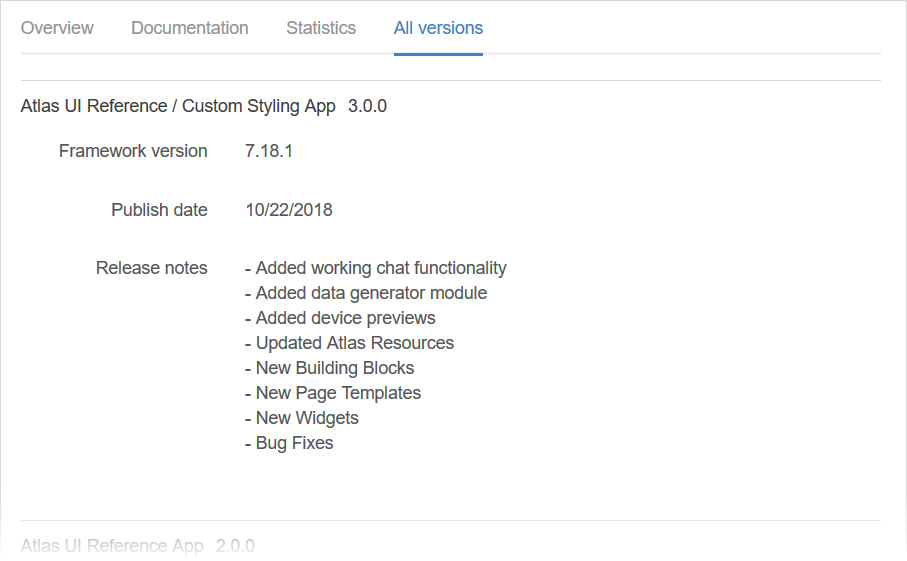 Overview Documentation Statistics All versions
Atlas UI Reference / Custom Styling App 3.0.0
Framework version 7.18.1
Publish date 10/22/2018
Release notes - Added working chat functionality
- Added data generator module
- Added device previews
- Updated Atlas Resources
- New Building Blocks
- New Page Templates
- New Widgets
- Bug Fixes
Atlas UI Reference App 2.0.0